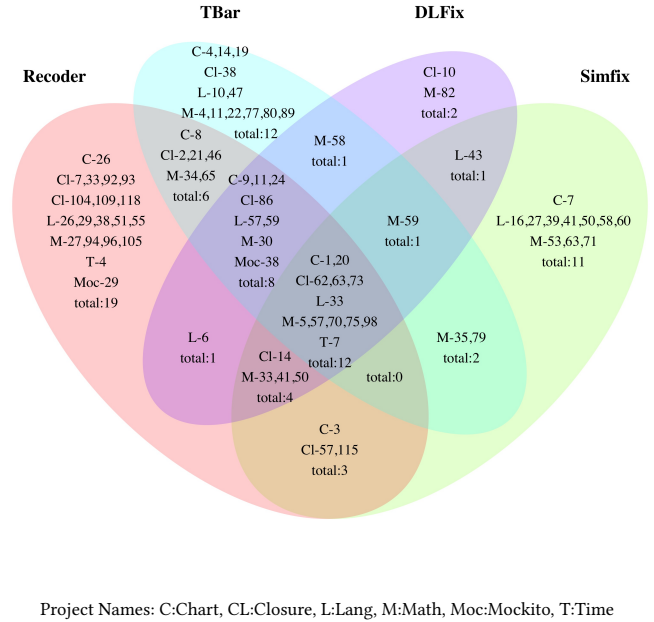 TBar
DLFix
Recoder
Simfix
C-4,14,19
Cl-38
L-10,47
M-4,11,22,77,80,89
total:12
Cl-10
M-82
total:2
C-8
Cl-2,21,46
M-34,65
total:6
M-58
total:1
L-43
total:1
C-26
Cl-7,33,92,93
Cl-104,109,118
L-26,29,38,51,55
M-27,94,96,105
T-4
Moc-29
total:19
C-9,11,24
Cl-86
L-57,59
M-30
Moc-38
total:8
M-59
total:1
C-7
L-16,27,39,41,50,58,60
M-53,63,71
total:11
C-1,20
Cl-62,63,73
L-33
M-5,57,70,75,98
T-7
total:12
L-6
total:1
Cl-14
M-33,41,50
total:4
total:0
M-35,79
total:2
C-3
Cl-57,115
total:3
Project Names: C:Chart, CL:Closure, L:Lang, M:Math, Moc:Mockito, T:Time